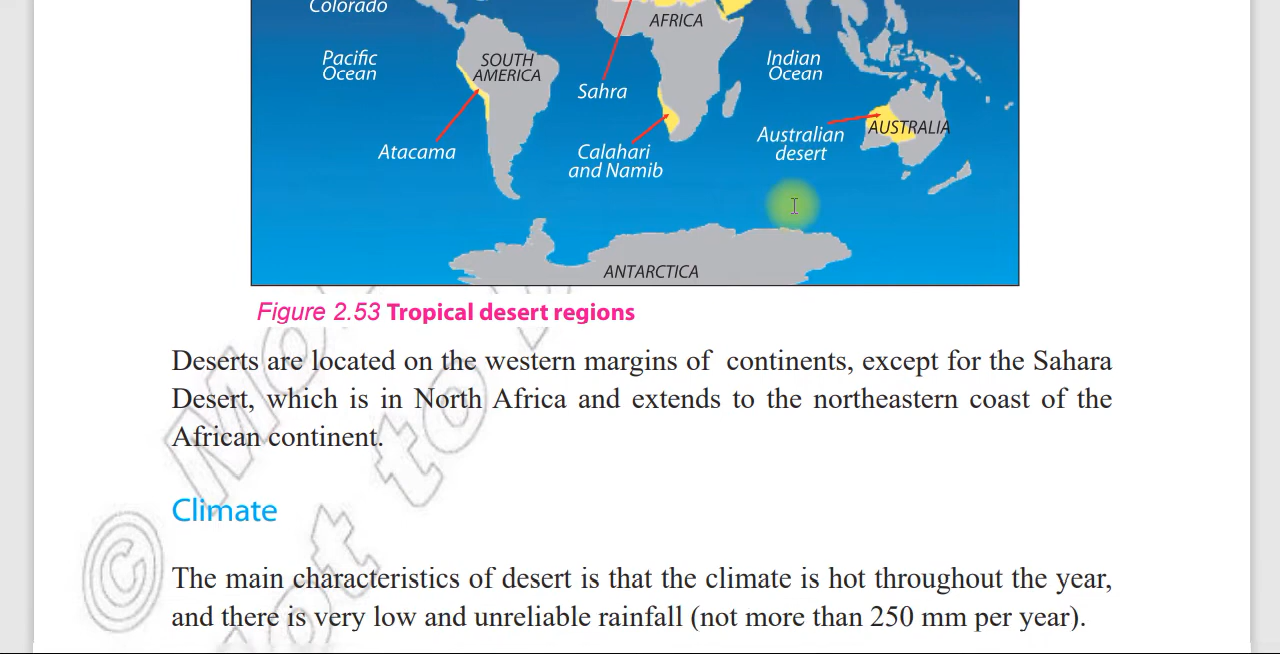 Colorado
AFRICA
Pacific
Ocean
SOUTH
AMERICA
Indian
Ocean
Sahra
Atacama
Calahari
and Namib
Australian
desert
AUSTRALIA
ANTARCTICA
Figure 2.53 Tropical desert regions
Deserts are located on the western margins of continents, except for the Sahara
Desert, which is in North Africa and extends to the northeastern coast of the
African continent.
Climate
The main characteristics of desert is that the climate is hot throughout the year,
and there is very low and unreliable rainfall (not more than 250 mm per year).
©
to